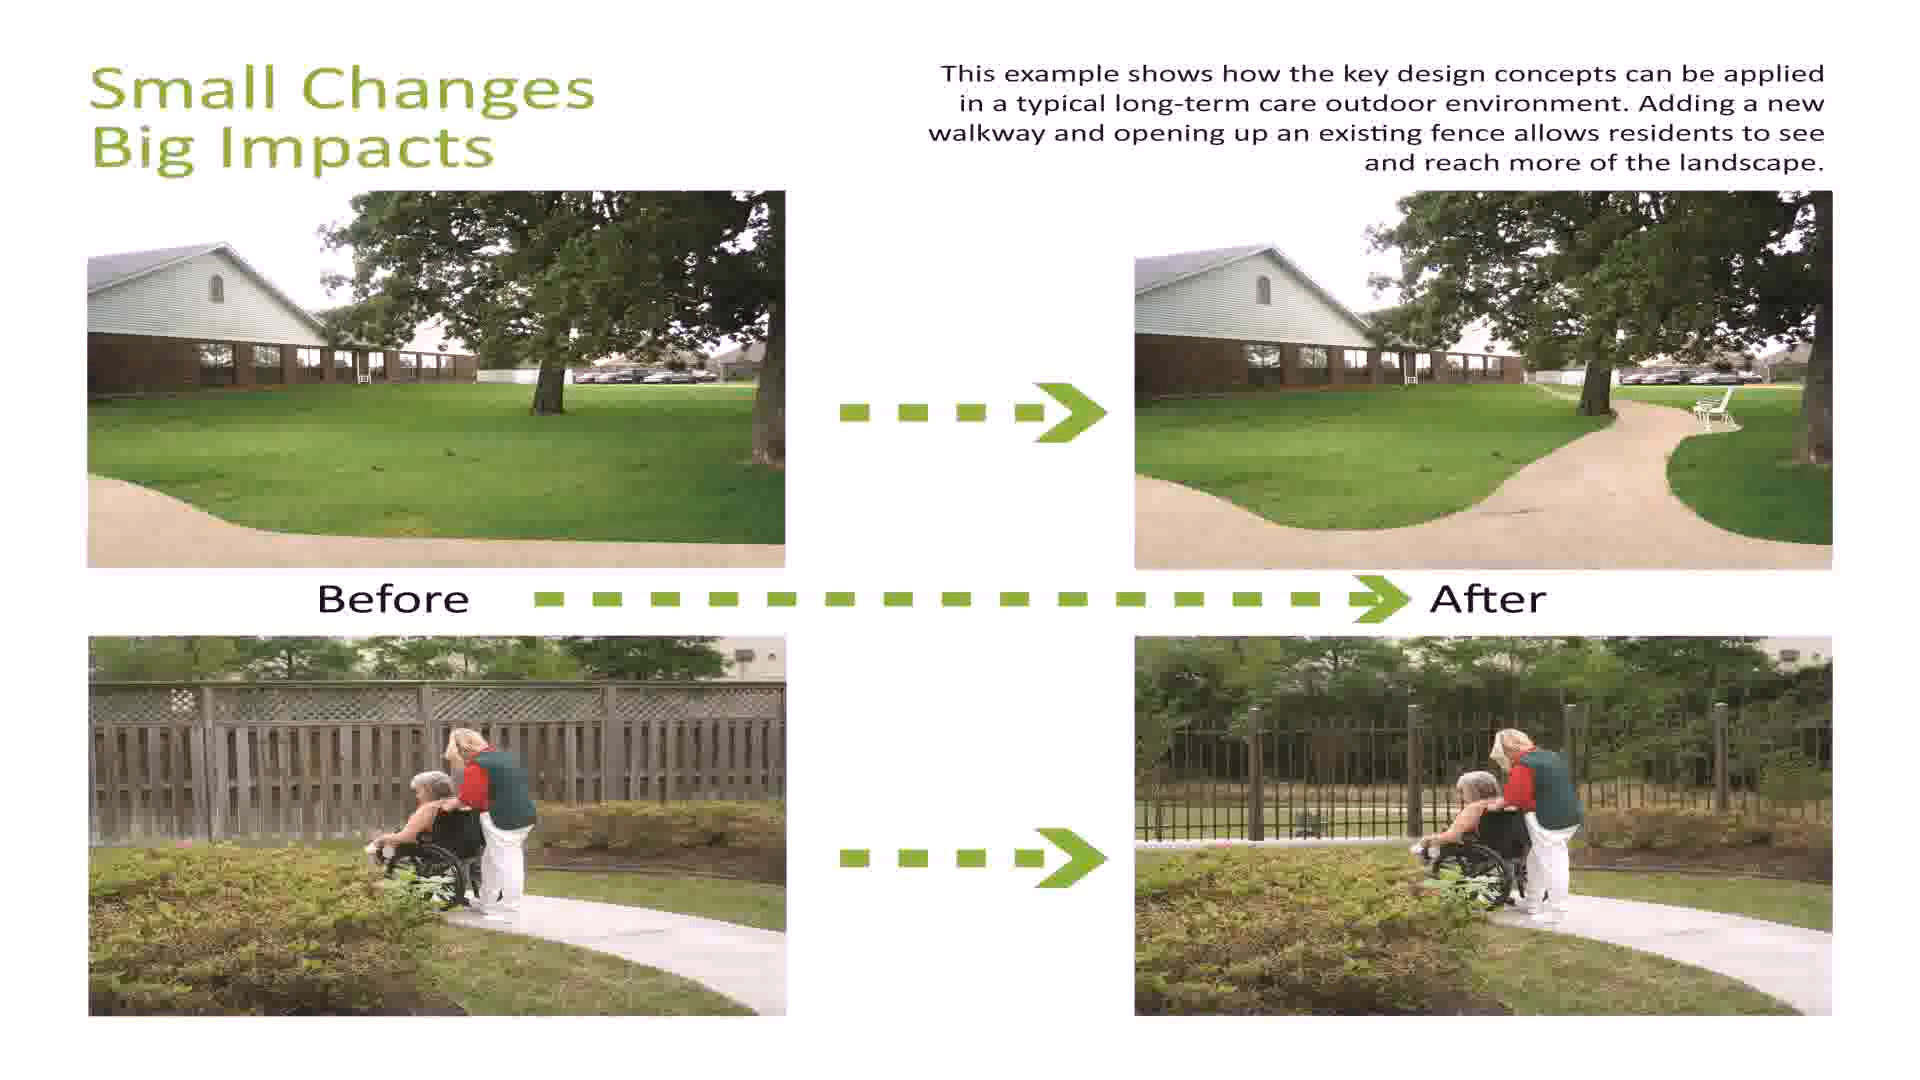 Small Changes
Big Impacts
This example shows how the key design concepts can be applied
in a typical long-term care outdoor environment. Adding a new
walkway and opening up an existing fence allows residents to see
and reach more of the landscape.
Before
After